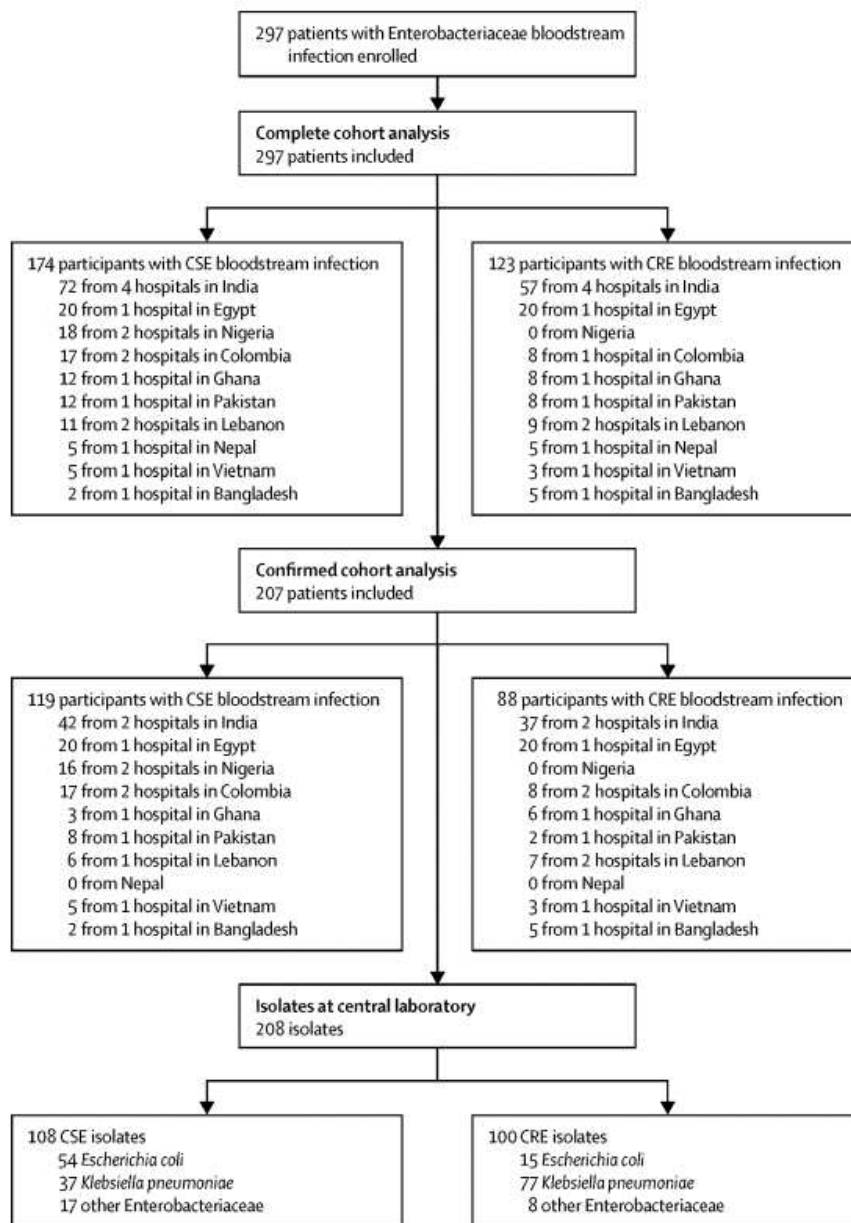 297 patients with Enterobacteriaceae bloodstream
infection enrolled
Complete cohort analysis
297 patients included
174 participants with CSE bloodstream infection
72 from 4 hospitals in India
20 from 1 hospital in Egypt
18 from 2 hospitals in Nigeria
17 from 2 hospitals in Colombia
12 from 1 hospital in Ghana
12 from 1 hospital in Pakistan
11 from 2 hospitals in Lebanon
5 from 1 hospital in Nepal
5 from 1 hospital in Vietnam
2 from 1 hospital in Bangladesh
123 participants with CRE bloodstream infection
57 from 4 hospitals in India
20 from 1 hospital in Egypt
0 from Nigeria
8 from 1 hospital in Colombia
8 from 1 hospital in Ghana
8 from 1 hospital in Pakistan
9 from 2 hospitals in Lebanon
5 from 1 hospital in Nepal
3 from 1 hospital in Vietnam
5 from 1 hospital in Bangladesh
Confirmed cohort analysis
207 patients included
119 participants with CSE bloodstream infection
42 from 2 hospitals in India
20 from 1 hospital in Egypt
16 from 2 hospitals in Nigeria
17 from 2 hospitals in Colombia
3 from 1 hospital in Ghana
8 from 1 hospital in Pakistan
6 from 1 hospital in Lebanon
0 from Nepal
5 from 1 hospital in Vietnam
2 from 1 hospital in Bangladesh
88 participants with CRE bloodstream infection
37 from 2 hospitals in India
20 from 1 hospital in Egypt
0 from Nigeria
8 from 2 hospitals in Colombia
6 from 1 hospital in Ghana
2 from 1 hospital in Pakistan
7 from 2 hospitals in Lebanon
0 from Nepal
3 from 1 hospital in Vietnam
5 from 1 hospital in Bangladesh
Isolates at central laboratory
208 isolates
108 CSE isolates
54 Escherichia coli
37 Klebsiella pneumoniae
17 other Enterobacteriaceae
100 CRE isolates
15 Escherichia coli
77 Klebsiella pneumoniae
8 other Enterobacteriaceae